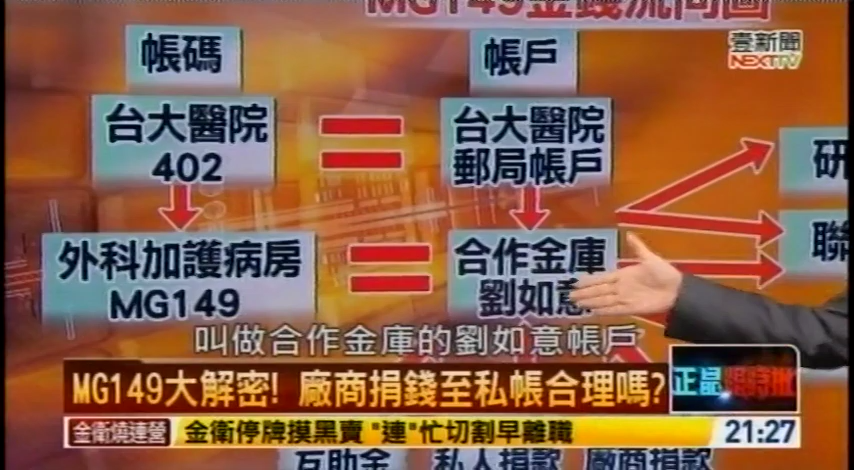 MG149金錢流向圖
壹新聞
NEXTTV
帳碼
帳戶
台大醫院
402
台大醫院
郵局帳戶
研
外科加護病房
MG149
合作金庫
劉如意
聯
叫做合作金庫的劉如意帳戶
MG149大解密! 廠商捐錢至私帳合理嗎?
正晶限時批
金衛燒連營
金衛停牌摸黑賣 "連"忙切割早離職
21:27
互助金
私人捐款
廠商捐款